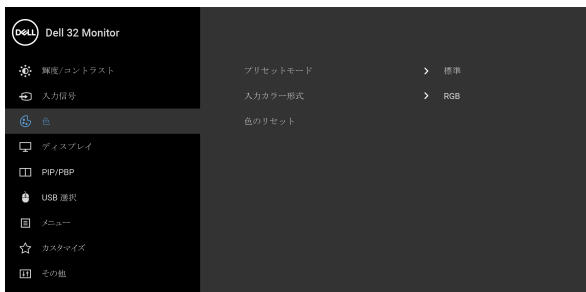 DELL Dell 32 Monitor
輝度/コントラスト
プリセットモード > 標準
入力信号
入力カラー形式 > RGB
色
色のリセット
ディスプレイ
PIP/PBP
USB 選択
メニュー
カスタマイズ
その他